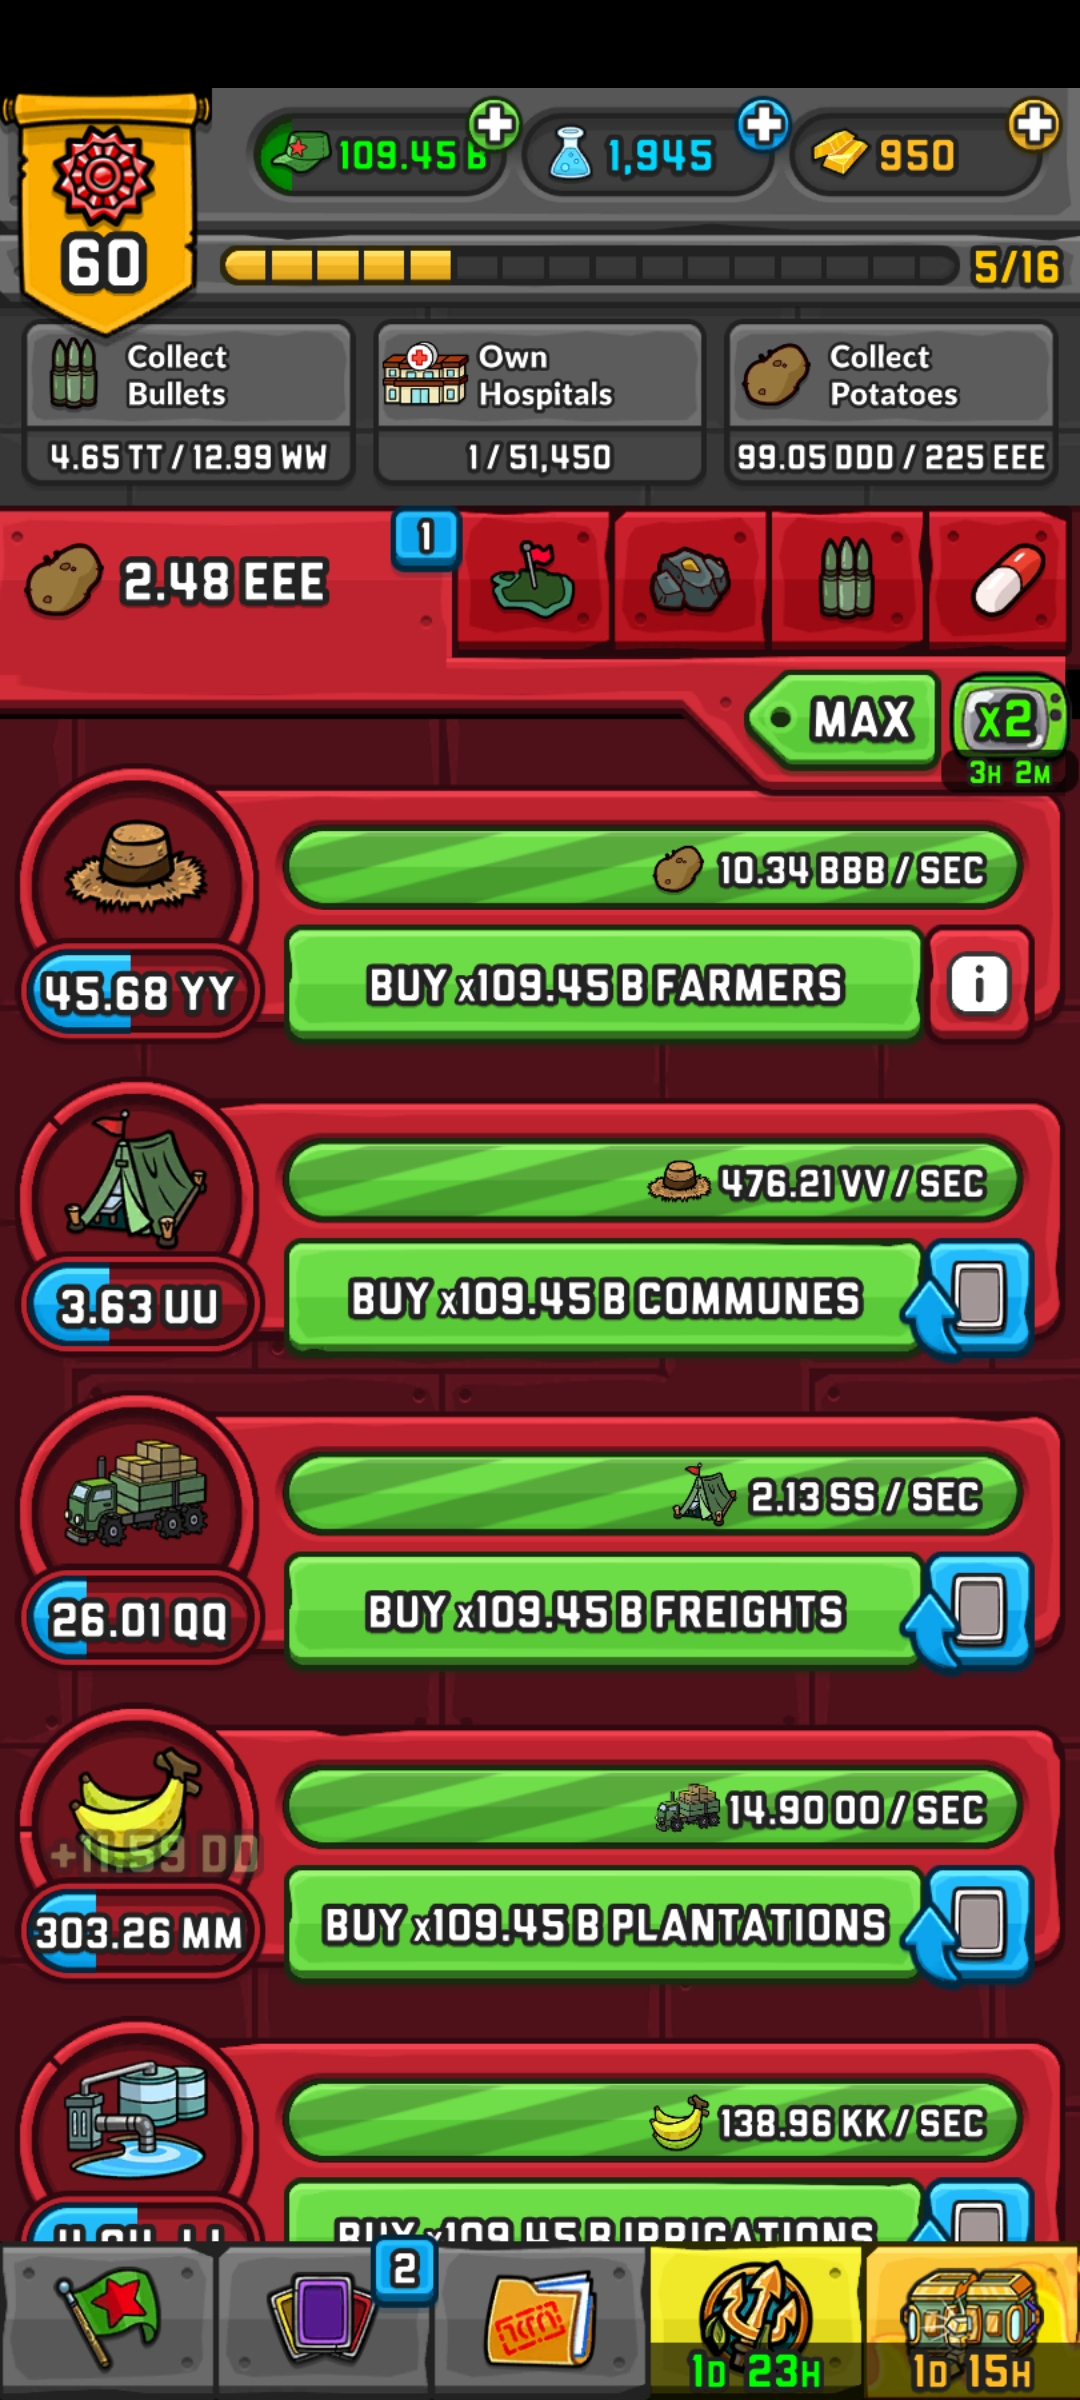 109.45 B
1,945
950
60
5/16
Collect
Bullets
4.65 TT / 12.99 WW
Own
Hospitals
1 / 51,450
Collect
Potatoes
99.05 DDD / 225 EEE
2.48 EEE
1
MAX
x2
3H 2M
10.34 BBB / SEC
45.68 YY
BUY x109.45 B FARMERS
i
476.21 VV / SEC
3.63 UU
BUY x109.45 B COMMUNES
2.13 SS / SEC
26.01 QQ
BUY x109.45 B FREIGHTS
14.90 OO / SEC
+11.59 DD
303.26 MM
BUY x109.45 B PLANTATIONS
138.96 KK / SEC
BUY x109.45 B IRRIGATIONS
2
1D 23H
1D 15H